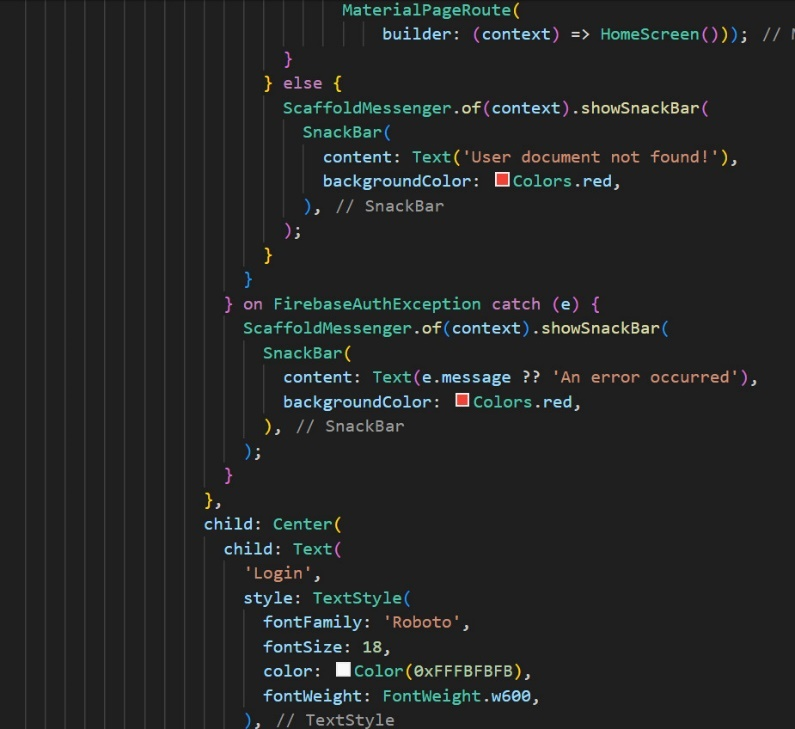 MaterialPageRoute(
builder: (context) => HomeScreen())); //
}
} else {
ScaffoldMessenger.of(context).showSnackBar(
SnackBar(
content: Text('User document not found!'),
backgroundColor: Colors.red,
), // SnackBar
);
}
}
} on FirebaseAuthException catch (e) {
ScaffoldMessenger.of(context).showSnackBar(
SnackBar(
content: Text(e.message ?? 'An error occurred'),
backgroundColor: Colors.red,
), // SnackBar
);
}
},
child: Center(
child: Text(
'Login',
style: TextStyle(
fontFamily: 'Roboto',
fontSize: 18,
color: Color(0xFFFBFBFB),
fontWeight: FontWeight.w600,
), // TextStyle